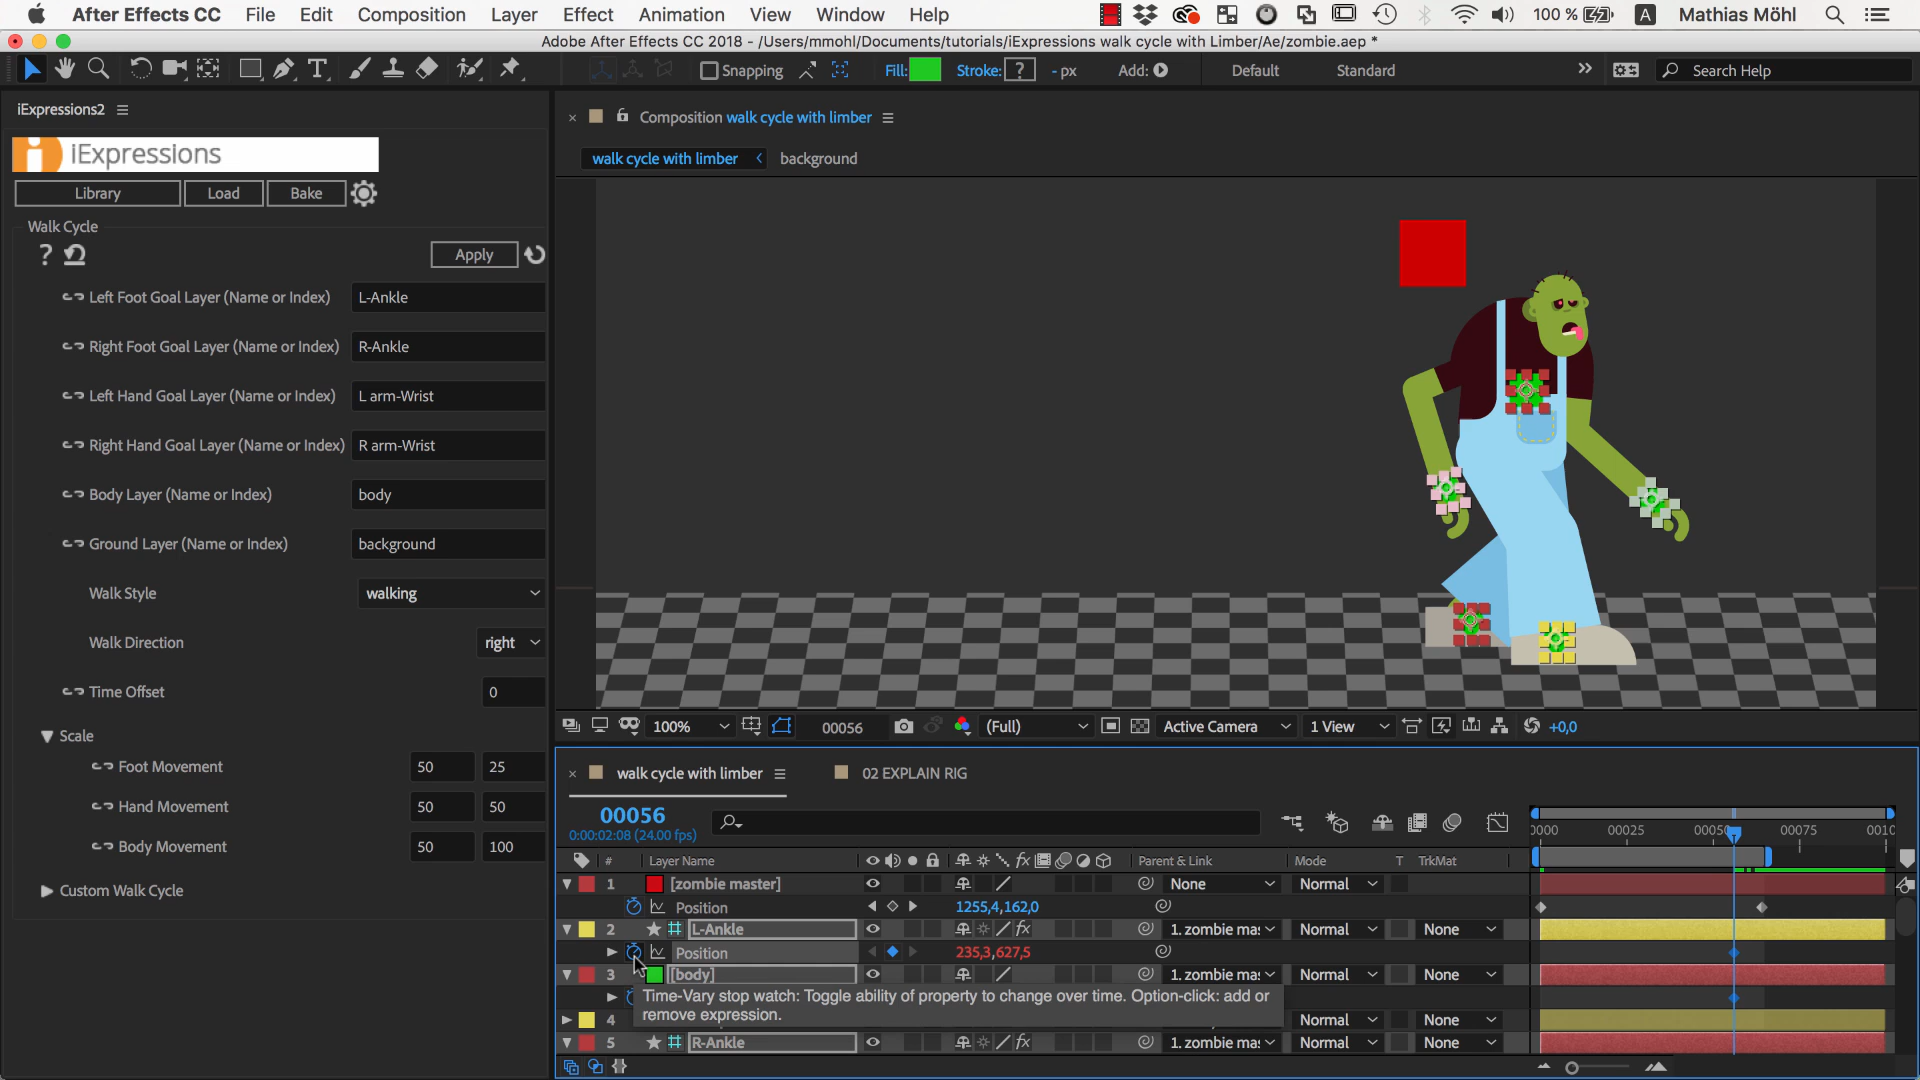 After Effects CC File Edit Composition Layer Effect Animation View Window Help 100 % A Mathias Möhl
Adobe After Effects CC 2018 - /Users/mmohl/Documents/tutorials/iExpressions walk cycle with Limber/Ae/zombie.aep *
Snapping Fill: Stroke: ? - px Add: Default Standard Search Help
iExpressions2
Composition walk cycle with limber
iExpressions
walk cycle with limber background
Library Load Bake
Walk Cycle
? Apply
Left Foot Goal Layer (Name or Index) L-Ankle
Right Foot Goal Layer (Name or Index) R-Ankle
Left Hand Goal Layer (Name or Index) L arm-Wrist
Right Hand Goal Layer (Name or Index) R arm-Wrist
Body Layer (Name or Index) body
Ground Layer (Name or Index) background
Walk Style walking
Walk Direction right
Time Offset 0
Scale
Foot Movement 50 25
Hand Movement 50 50
Body Movement 50 100
Custom Walk Cycle
100% 00056 (Full) Active Camera 1 View +0,0
walk cycle with limber 02 EXPLAIN RIG
00056
0:00:02:08 (24.00 fps)
0000 00025 0005 00075 0010
# Layer Name fx Parent & Link Mode T TrkMat
1 [zombie master] None Normal
Position 1255,4,162,0
2 L-Ankle fx 1. zombie mas Normal None
Position 235,3,627,5
3 [body] 1. zombie mas Normal None
Time-Vary stop watch: Toggle ability of property to change over time. Option-click: add or
remove expression.
4 Normal None
5 R-Ankle fx 1. zombie mas Normal None